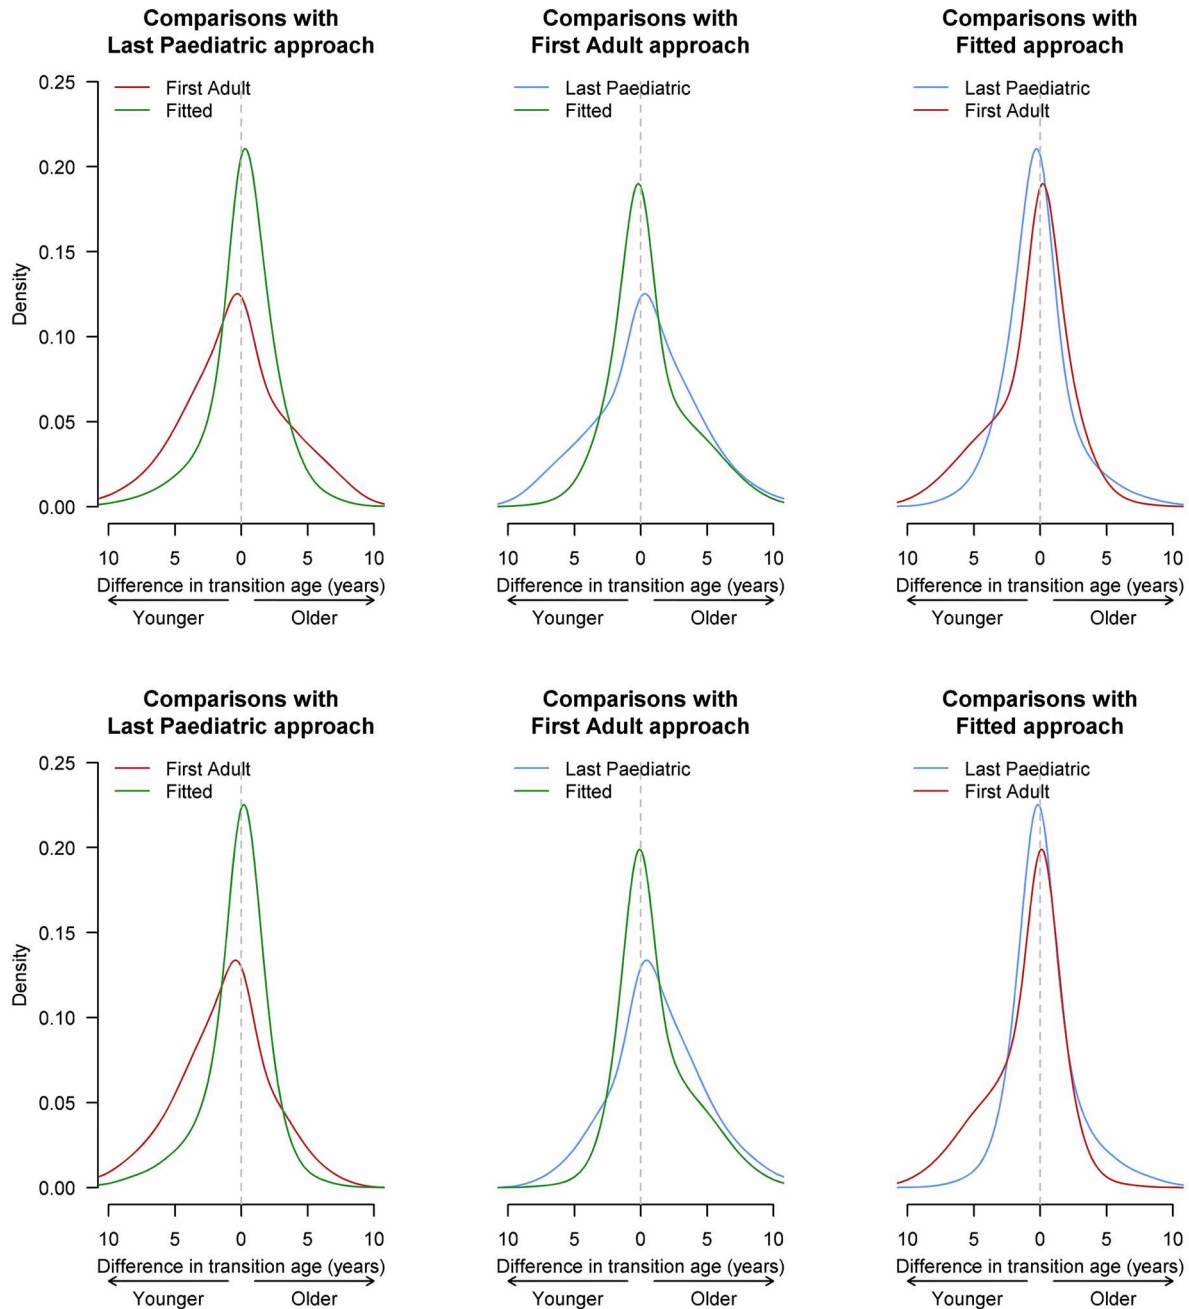 Comparisons with
Last Paediatric approach
First Adult
Fitted
0.25
0.20
0.15
0.10
0.05
0.00
Density
10 5 0 5 10
Difference in transition age (years)
Younger Older
Comparisons with
First Adult approach
Last Paediatric
Fitted
10 5 0 5 10
Difference in transition age (years)
Younger Older
Comparisons with
Fitted approach
Last Paediatric
First Adult
10 5 0 5 10
Difference in transition age (years)
Younger Older
Comparisons with
Last Paediatric approach
First Adult
Fitted
0.25
0.20
0.15
0.10
0.05
0.00
Density
10 5 0 5 10
Difference in transition age (years)
Younger Older
Comparisons with
First Adult approach
Last Paediatric
Fitted
10 5 0 5 10
Difference in transition age (years)
Younger Older
Comparisons with
Fitted approach
Last Paediatric
First Adult
10 5 0 5 10
Difference in transition age (years)
Younger Older